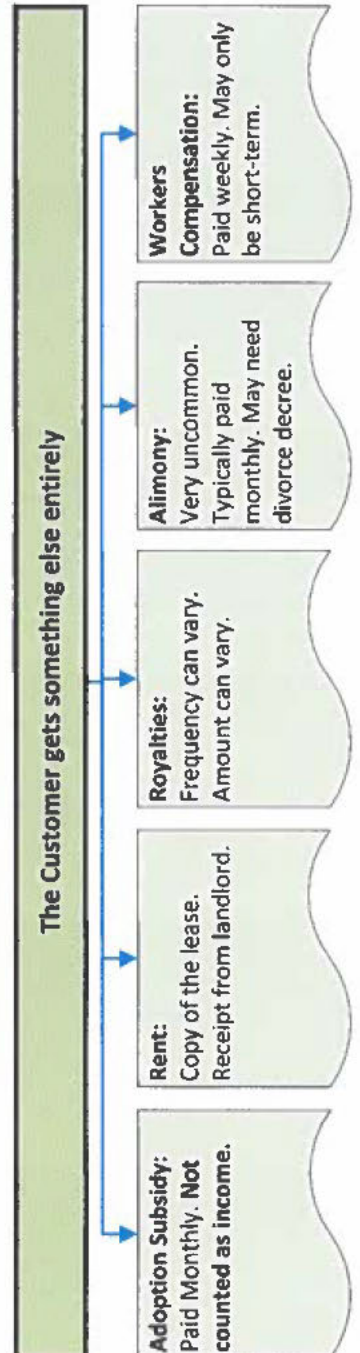 The Customer gets something else entirely
Adoption Subsidy:
Paid Monthly. Not
counted as income.
Rent:
Copy of the lease.
Receipt from landlord.
Royalties:
Frequency can vary.
Amount can vary.
Alimony:
Very uncommon.
Typically paid
monthly. May need
divorce decree.
Workers
Compensation:
Paid weekly. May only
be short-term.